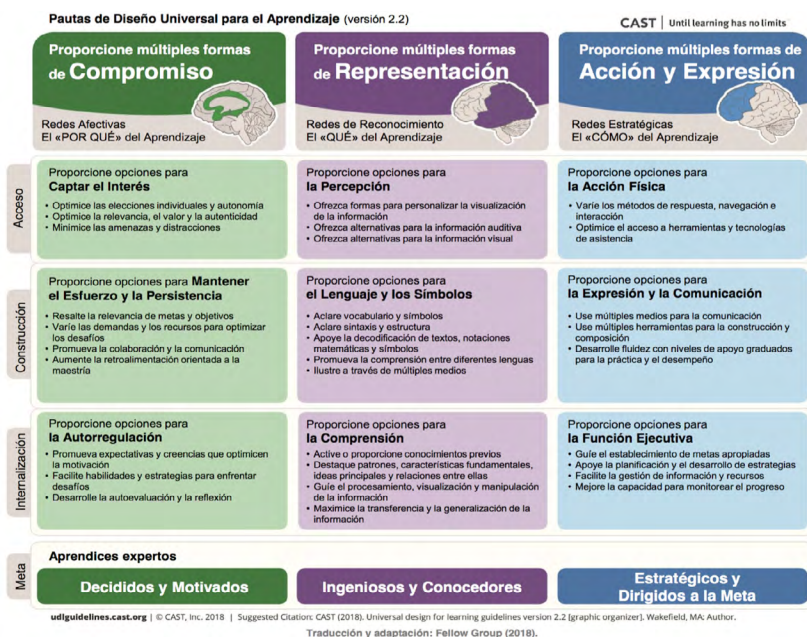 Pautas de Diseño Universal para el Aprendizaje (versión 2.2)
CAST | Until learning has no limits
Proporcione múltiples formas
de Compromiso
Redes Afectivas
El «POR QUÉ» del Aprendizaje
Proporcione múltiples formas
de Representación
Redes de Reconocimiento
El «QUÉ» del Aprendizaje
Proporcione múltiples formas de
Acción y Expresión
Redes Estratégicas
El «CÓMO» del Aprendizaje
Acceso
Proporcione opciones para
Captar el Interés
• Optimice las elecciones individuales y autonomía
• Optimice la relevancia, el valor y la autenticidad
• Minimice las amenazas y distracciones
Proporcione opciones para
la Percepción
• Ofrezca formas para personalizar la visualización
de la información
• Ofrezca alternativas para la información auditiva
• Ofrezca alternativas para la información visual
Proporcione opciones para
la Acción Física
• Varíe los métodos de respuesta, navegación e
interacción
• Optimice el acceso a herramientas y tecnologías
de asistencia
Construcción
Proporcione opciones para Mantener
el Esfuerzo y la Persistencia
• Resalte la relevancia de metas y objetivos
• Varíe las demandas y los recursos para optimizar
los desafíos
• Promueva la colaboración y la comunicación
• Aumente la retroalimentación orientada a la
maestría
Proporcione opciones para
el Lenguaje y los Símbolos
• Aclare vocabulario y símbolos
• Aclare sintaxis y estructura
• Apoye la decodificación de textos, notaciones
matemáticas y símbolos
• Promueva la comprensión entre diferentes lenguas
• Ilustre a través de múltiples medios
Proporcione opciones para
la Expresión y la Comunicación
• Use múltiples medios para la comunicación
• Use múltiples herramientas para la construcción y
composición
• Desarrolle fluidez con niveles de apoyo graduados
para la práctica y el desempeño
Internalización
Proporcione opciones para
la Autorregulación
• Promueva expectativas y creencias que optimicen
la motivación
• Facilite habilidades y estrategias para enfrentar
desafíos
• Desarrolle la autoevaluación y la reflexión
Proporcione opciones para
la Comprensión
• Active o proporcione conocimientos previos
• Destaque patrones, características fundamentales,
ideas principales y relaciones entre ellas
• Guíe el procesamiento, visualización y manipulación
de la información
• Maximice la transferencia y la generalización de la
información
Proporcione opciones para
la Función Ejecutiva
• Guíe el establecimiento de metas apropiadas
• Apoye la planificación y el desarrollo de estrategias
• Facilite la gestión de información y recursos
• Mejore la capacidad para monitorear el progreso
Meta
Aprendices expertos
Decididos y Motivados
Ingeniosos y Conocedores
Estratégicos y
Dirigidos a la Meta
udlguidelines.cast.org | © CAST, Inc. 2018 | Suggested Citation: CAST (2018). Universal design for learning guidelines version 2.2 [graphic organizer]. Wakefield, MA: Author.
Traducción y adaptación: Fellow Group (2018).